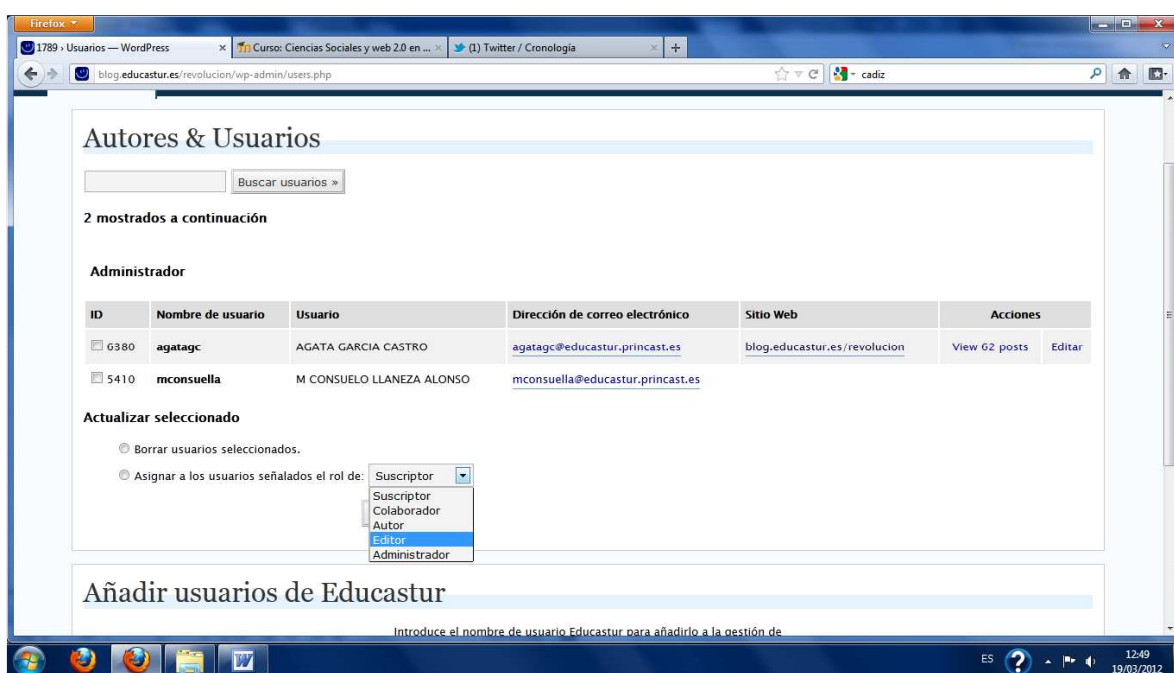 Firefox
1789 › Usuarios — WordPress
Curso: Ciencias Sociales y web 2.0 en ...
(1) Twitter / Cronología
blog.educastur.es/revolucion/wp-admin/users.php
cadiz
Autores & Usuarios
Buscar usuarios »
2 mostrados a continuación
Administrador
ID Nombre de usuario Usuario Dirección de correo electrónico Sitio Web Acciones
6380 agatagc AGATA GARCIA CASTRO agatagc@educastur.princast.es blog.educastur.es/revolucion View 62 posts Editar
5410 mconsuella M CONSUELO LLANEZA ALONSO mconsuella@educastur.princast.es
Actualizar seleccionado
Borrar usuarios seleccionados.
Asignar a los usuarios señalados el rol de: Suscriptor
Suscriptor
Colaborador
Autor
Editor
Administrador
Añadir usuarios de Educastur
Introduce el nombre de usuario Educastur para añadirlo a la gestión de
ES 12:49
19/03/2012